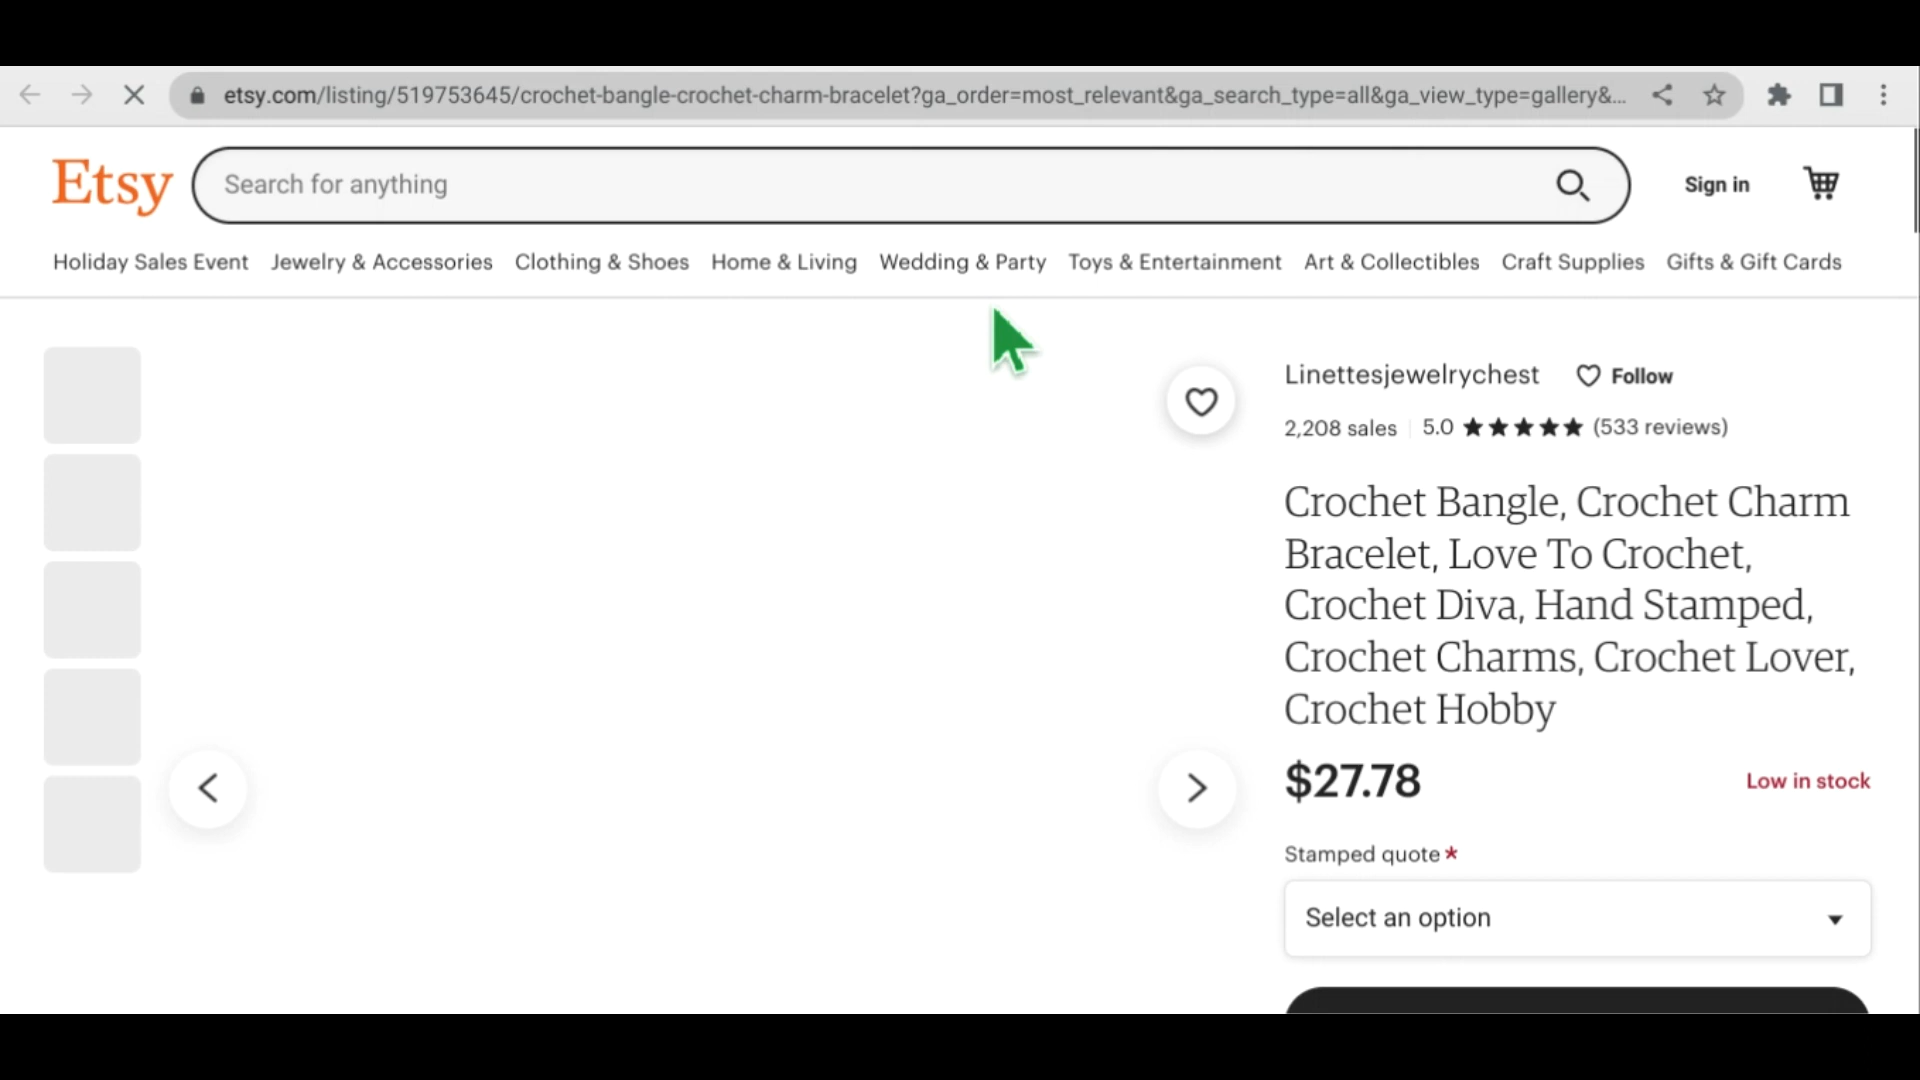 etsy.com/listing/519753645/crochet-bangle-crochet-charm-bracelet?ga_order=most_relevant&ga_search_type=all&ga_view_type=gallery&...
Etsy
Search for anything
Sign in
Holiday Sales Event Jewelry & Accessories Clothing & Shoes Home & Living Wedding & Party Toys & Entertainment Art & Collectibles Craft Supplies Gifts & Gift Cards
Linettesjewelrychest Follow
2,208 sales 5.0 ★★★★★ (533 reviews)
Crochet Bangle, Crochet Charm
Bracelet, Love To Crochet,
Crochet Diva, Hand Stamped,
Crochet Charms, Crochet Lover,
Crochet Hobby
$27.78 Low in stock
Stamped quote *
Select an option